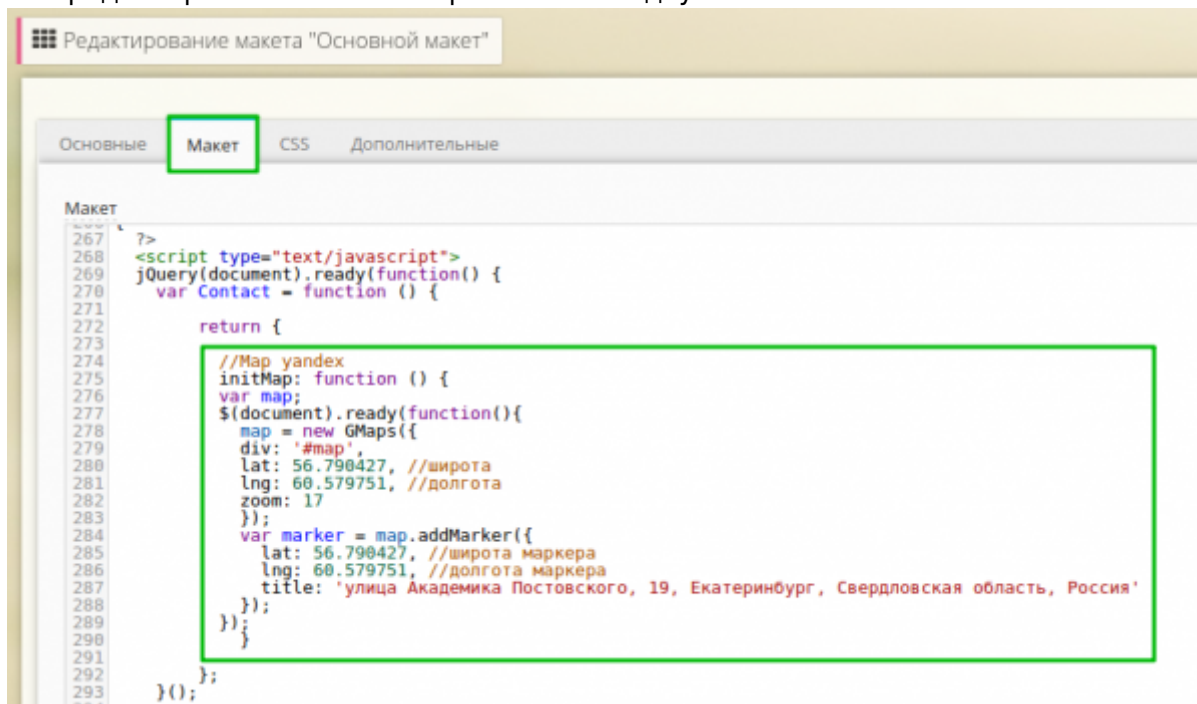 Редактирование макета "Основной макет"
Основные Макет CSS Дополнительные
Макет
267 ?>
268 <script type="text/javascript">
269 jQuery(document).ready(function() {
270 var Contact = function () {
271
272 return {
273
274 //Map yandex
275 initMap: function () {
276 var map;
277 $(document).ready(function(){
278 map = new GMaps({
279 div: '#map',
280 lat: 56.790427, //широта
281 lng: 60.579751, //долгота
282 zoom: 17
283 });
284 var marker = map.addMarker({
285 lat: 56.790427, //широта маркера
286 lng: 60.579751, //долгота маркера
287 title: 'улица Академика Постовского, 19, Екатеринбург, Свердловская область, Россия'
288 });
289 });
290 }
291
292 };
293 }();